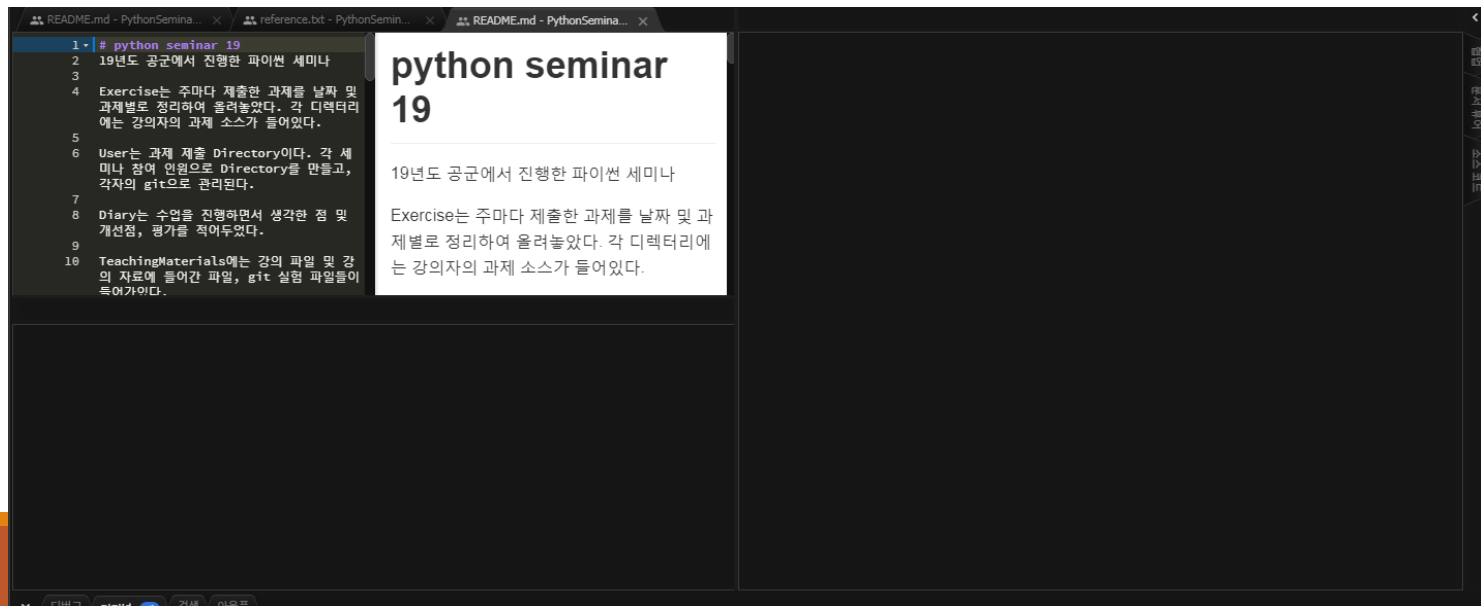 README.md - PythonSemina... reference.txt - PythonSemin... README.md - PythonSemina...
1 # python seminar 19
2 19년도 공군에서 진행한 파이썬 세미나
3
4 Exercise는 주마다 제출한 과제를 날짜 및
과제별로 정리하여 올려놓았다. 각 디렉터리
에는 강의자의 과제 소스가 들어있다.
5
6 User는 과제 제출 Directory이다. 각 세
미나 참여 인원으로 Directory를 만들고,
각자의 git으로 관리된다.
7
8 Diary는 수업을 진행하면서 생각한 점 및
개선점, 평가를 적어두었다.
9
10 TeachingMaterials에는 강의 파일 및 강
의 자료에 들어간 파일, git 실험 파일들이
들어가있다.
python seminar
19
19년도 공군에서 진행한 파이썬 세미나
Exercise는 주마다 제출한 과제를 날짜 및 과
제별로 정리하여 올려놓았다. 각 디렉터리에
는 강의자의 과제 소스가 들어있다.
디버그 터미널 검색 아웃풋